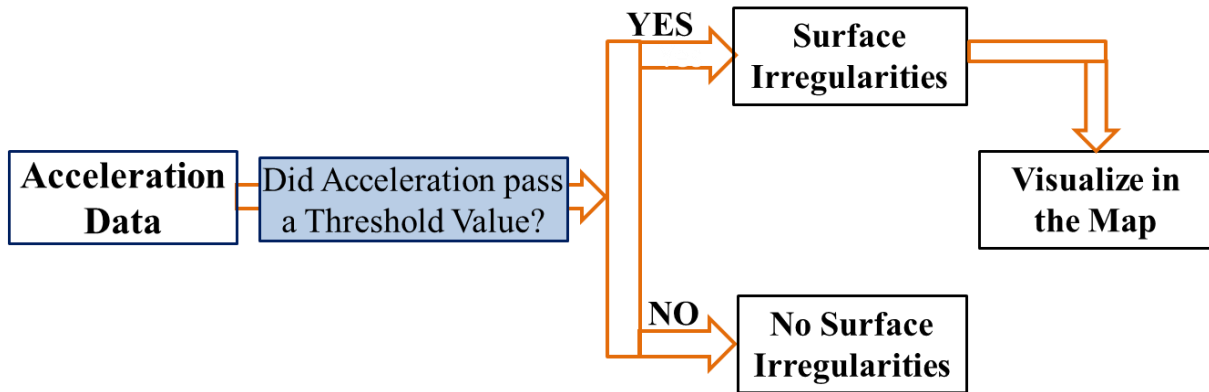 YES
Surface
Irregularities
Acceleration
Data
Did Acceleration pass
a Threshold Value?
Visualize in
the Map
NO
No Surface
Irregularities